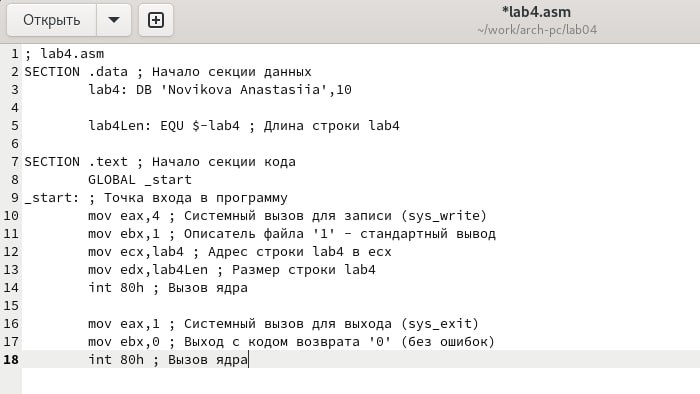 Открыть
*lab4.asm
~/work/arch-pc/lab04
1 ; lab4.asm
2 SECTION .data ; Начало секции данных
3         lab4: DB 'Novikova Anastasiia',10
4
5         lab4Len: EQU $-lab4 ; Длина строки lab4
6
7 SECTION .text ; Начало секции кода
8         GLOBAL _start
9 _start: ; Точка входа в программу
10         mov eax,4 ; Системный вызов для записи (sys_write)
11         mov ebx,1 ; Описатель файла '1' - стандартный вывод
12         mov ecx,lab4 ; Адрес строки lab4 в ecx
13         mov edx,lab4Len ; Размер строки lab4
14         int 80h ; Вызов ядра
15
16         mov eax,1 ; Системный вызов для выхода (sys_exit)
17         mov ebx,0 ; Выход с кодом возврата '0' (без ошибок)
18         int 80h ; Вызов ядра